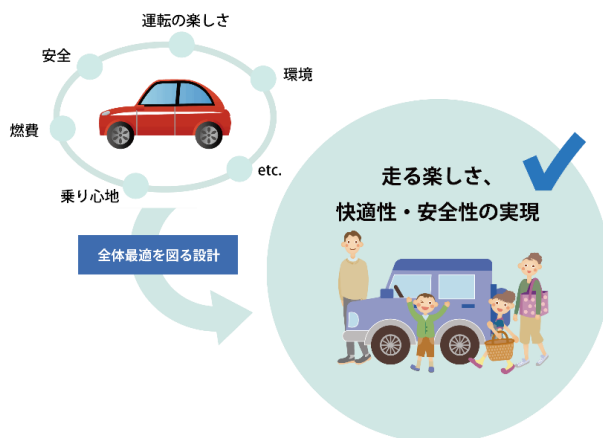 運転の楽しさ
安全
環境
燃費
etc.
乗り心地
全体最適を図る設計
走る楽しさ、
快適性・安全性の実現